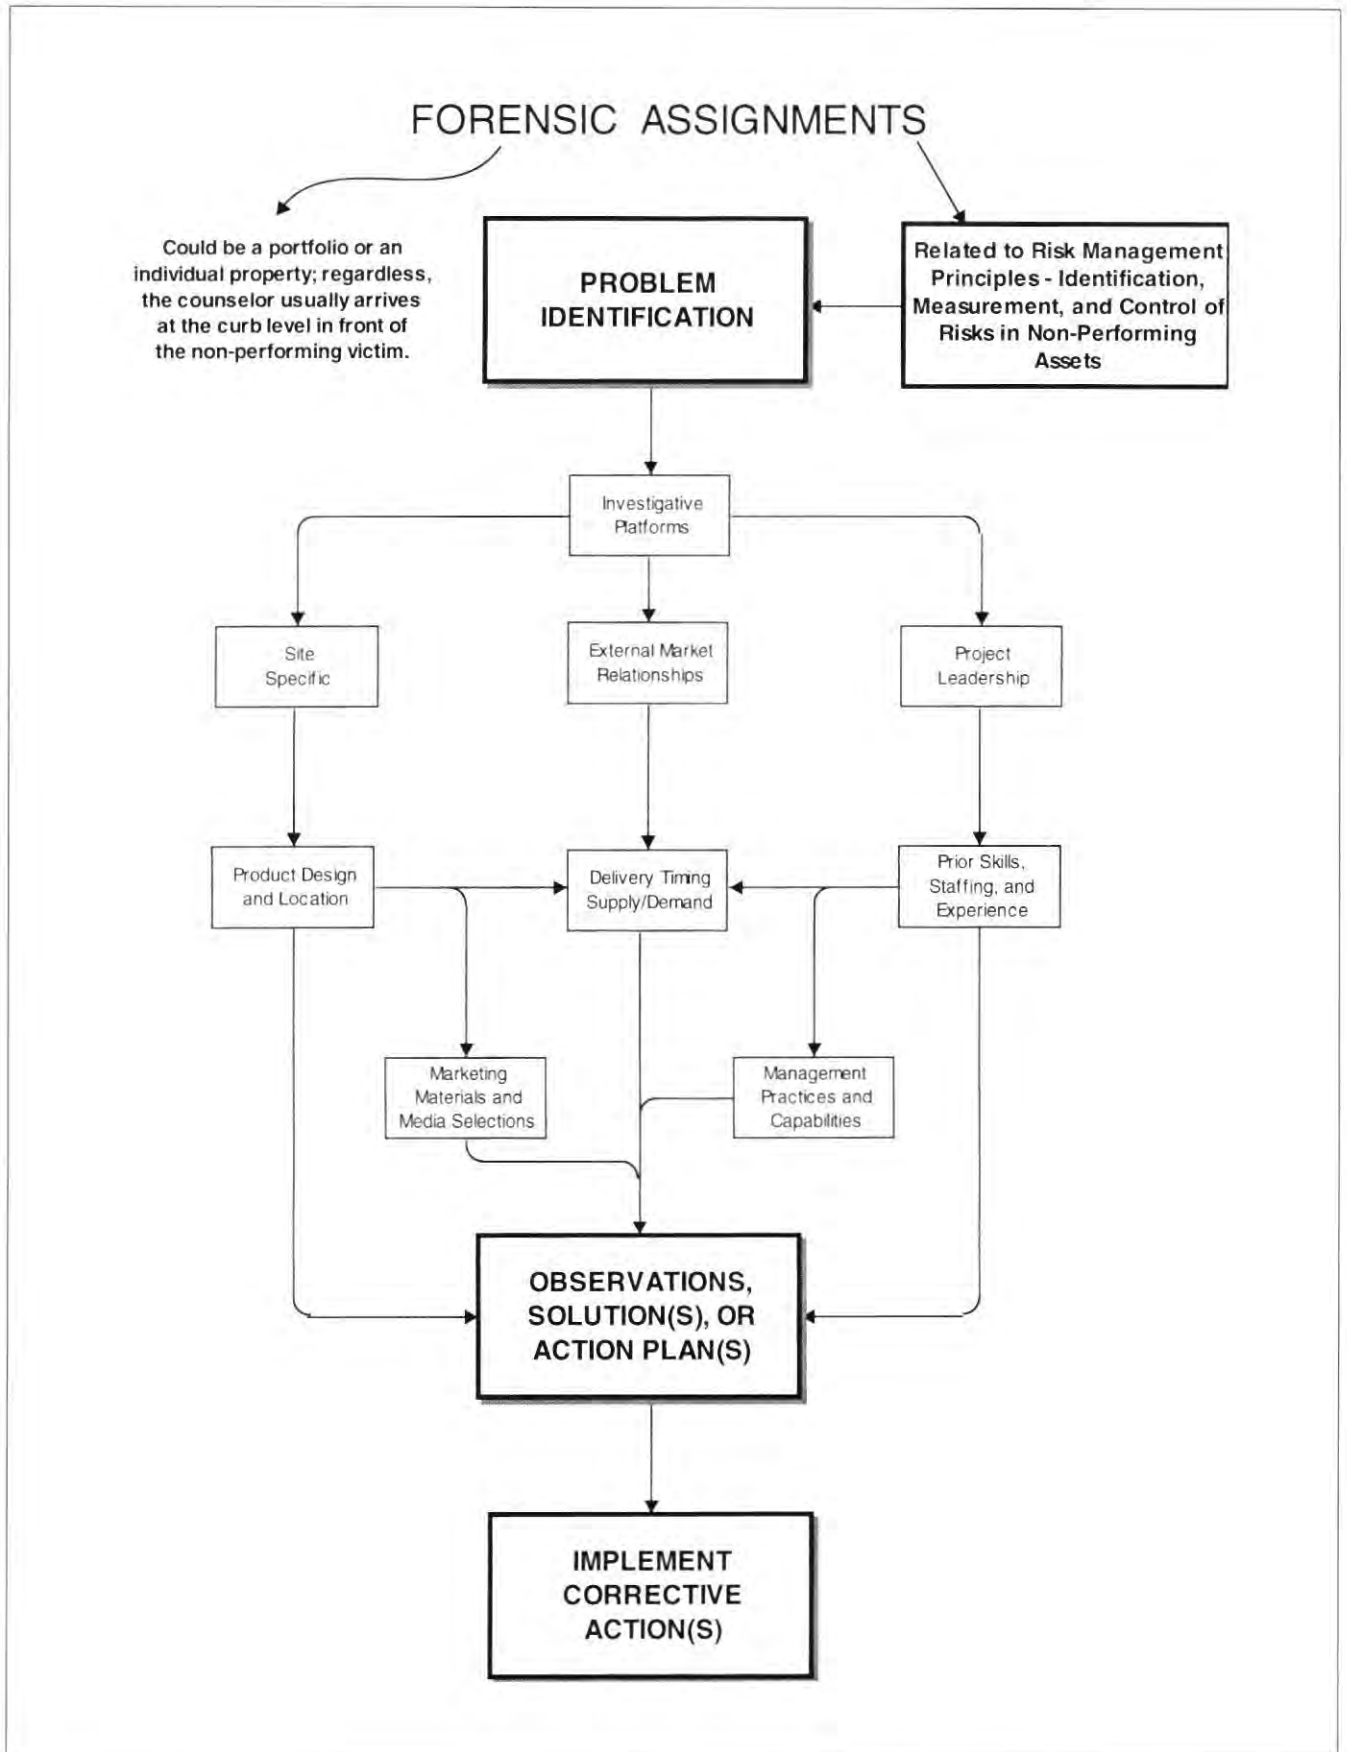 FORENSIC ASSIGNMENTS
Could be a portfolio or an
individual property; regardless,
the counselor usually arrives
at the curb level in front of
the non-performing victim.
PROBLEM
IDENTIFICATION
Related to Risk Management
Principles - Identification,
Measurement, and Control of
Risks in Non-Performing
Assets
Investigative
Platforms
Site
Specific
External Market
Relationships
Project
Leadership
Product Design
and Location
Delivery Timing
Supply/Demand
Prior Skills,
Staffing, and
Experience
Marketing
Materials and
Media Selections
Management
Practices and
Capabilities
OBSERVATIONS,
SOLUTION(S), OR
ACTION PLAN(S)
IMPLEMENT
CORRECTIVE
ACTION(S)